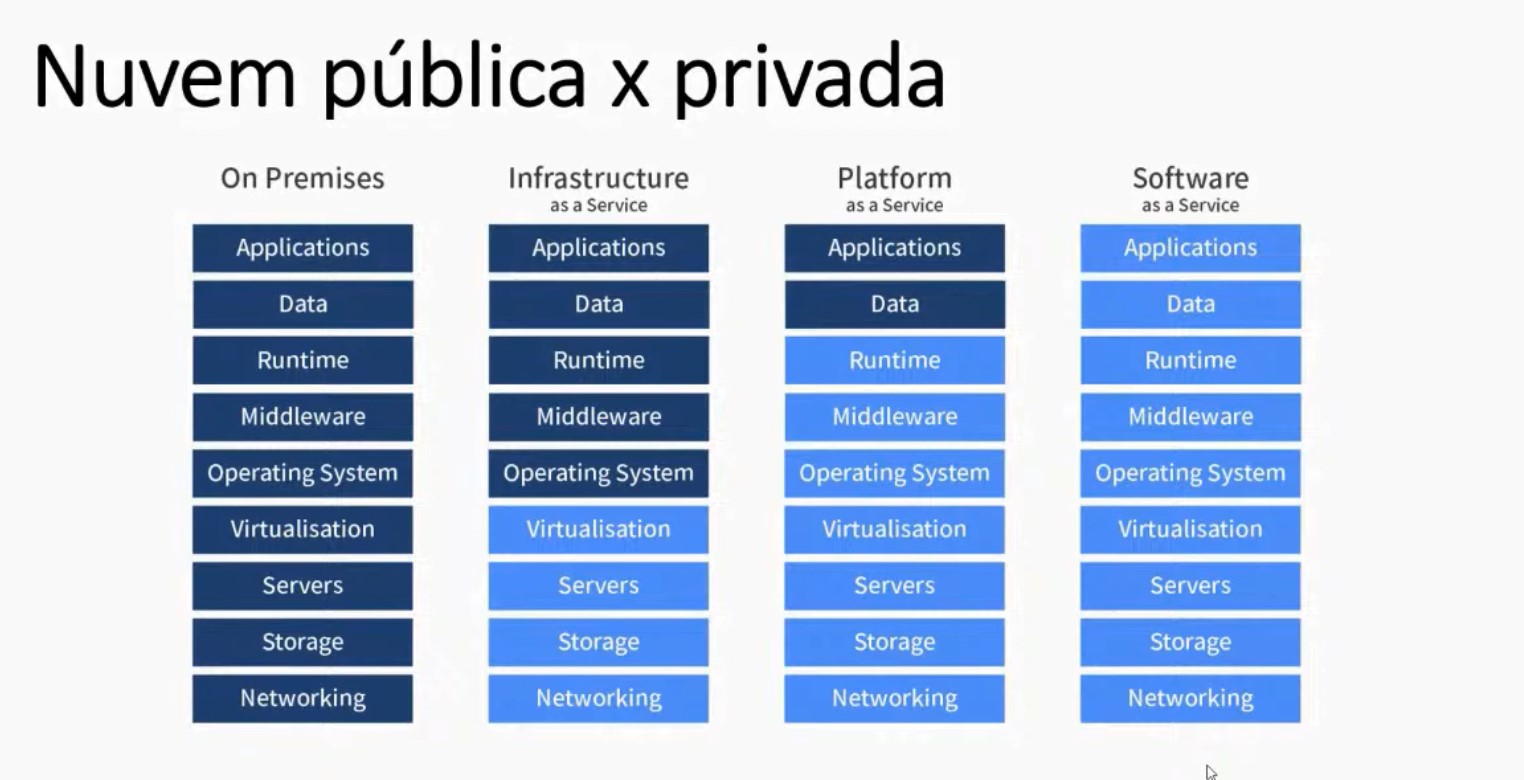 Nuvem pública x privada
On Premises
Applications
Data
Runtime
Middleware
Operating System
Virtualisation
Servers
Storage
Networking
Infrastructure
as a Service
Applications
Data
Runtime
Middleware
Operating System
Virtualisation
Servers
Storage
Networking
Platform
as a Service
Applications
Data
Runtime
Middleware
Operating System
Virtualisation
Servers
Storage
Networking
Software
as a Service
Applications
Data
Runtime
Middleware
Operating System
Virtualisation
Servers
Storage
Networking